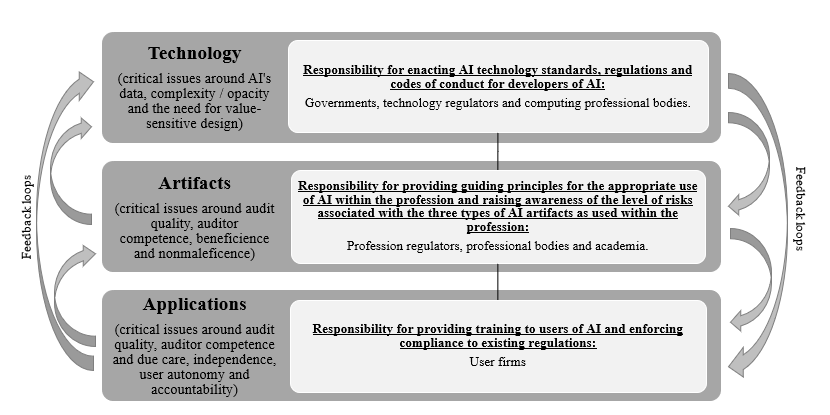 Technology
(critical issues around AI's
data, complexity / opacity
and the need for value-
sensitive design)
Responsibility for enacting AI technology standards, regulations and
codes of conduct for developers of AI:
Governments, technology regulators and computing professional bodies.
Artifacts
(critical issues around audit
quality, auditor
competence, beneficience
and nonmaleficence)
Responsibility for providing guiding principles for the appropriate use
of AI within the profession and raising awareness of the level of risks
associated with the three types of AI artifacts as used within the
profession:
Profession regulators, professional bodies and academia.
Applications
(critical issues around audit
quality, auditor competence
and due care, independence,
user autonomy and
accountability)
Responsibility for providing training to users of AI and enforcing
compliance to existing regulations:
User firms
Feedback loops
Feedback loops